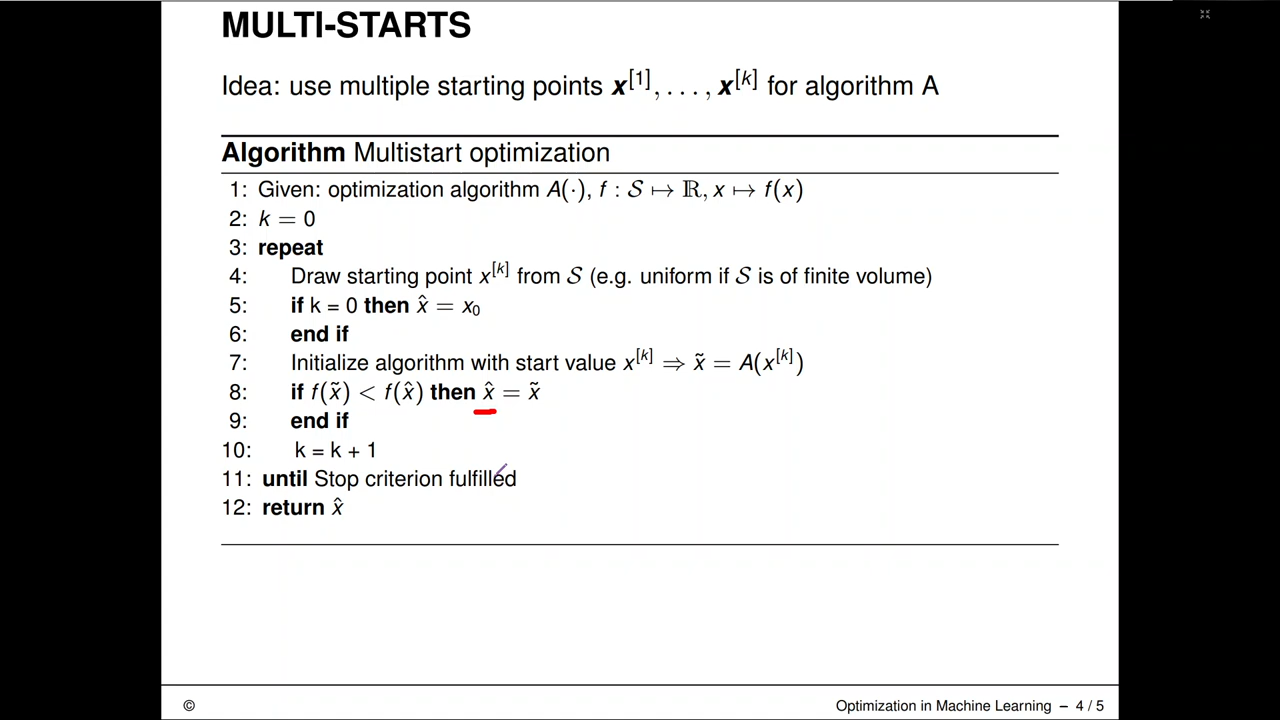 MULTI-STARTS
Idea: use multiple starting points x^[1], . . . , x^[k] for algorithm A
Algorithm Multistart optimization
1: Given: optimization algorithm A(·), f : S ↦ ℝ, x ↦ f(x)
2: k = 0
3: repeat
4: Draw starting point x^[k] from S (e.g. uniform if S is of finite volume)
5: if k = 0 then x̂ = x₀
6: end if
7: Initialize algorithm with start value x^[k] ⇒ x̃ = A(x^[k])
8: if f(x̃) < f(x̂) then x̂ = x̃
9: end if
10: k = k + 1
11: until Stop criterion fulfilled
12: return x̂
© Optimization in Machine Learning – 4 / 5